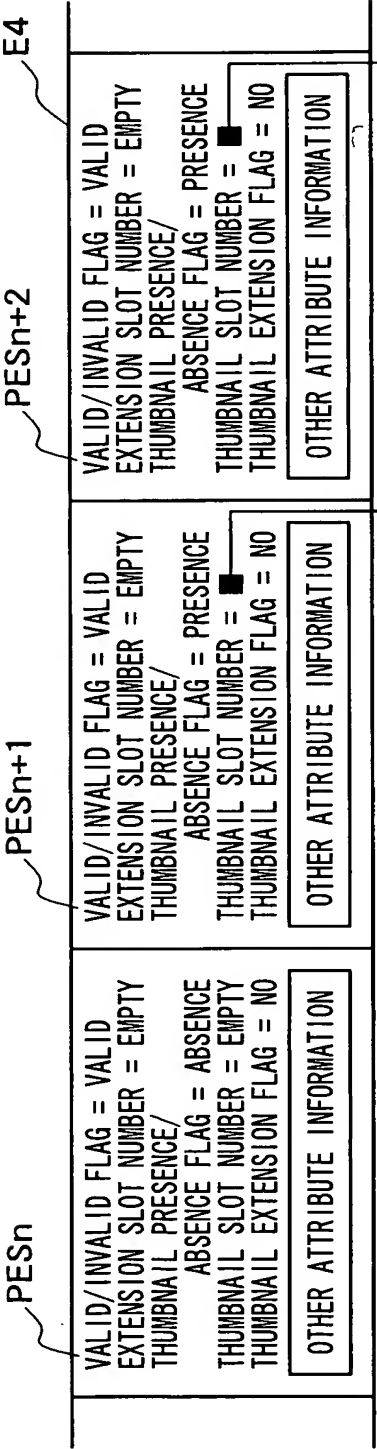 PESn
VALID/INVALID FLAG = VALID
EXTENSION SLOT NUMBER = EMPTY
THUMBNAIL PRESENCE/
ABSENCE FLAG = ABSENCE
THUMBNAIL SLOT NUMBER = EMPTY
THUMBNAIL EXTENSION FLAG = NO
OTHER ATTRIBUTE INFORMATION
PESn+1
VALID/INVALID FLAG = VALID
EXTENSION SLOT NUMBER = EMPTY
THUMBNAIL PRESENCE/
ABSENCE FLAG = PRESENCE
THUMBNAIL SLOT NUMBER =
THUMBNAIL EXTENSION FLAG = NO
OTHER ATTRIBUTE INFORMATION
PESn+2
E4
VALID/INVALID FLAG = VALID
EXTENSION SLOT NUMBER = EMPTY
THUMBNAIL PRESENCE/
ABSENCE FLAG = PRESENCE
THUMBNAIL SLOT NUMBER =
THUMBNAIL EXTENSION FLAG = NO
OTHER ATTRIBUTE INFORMATION